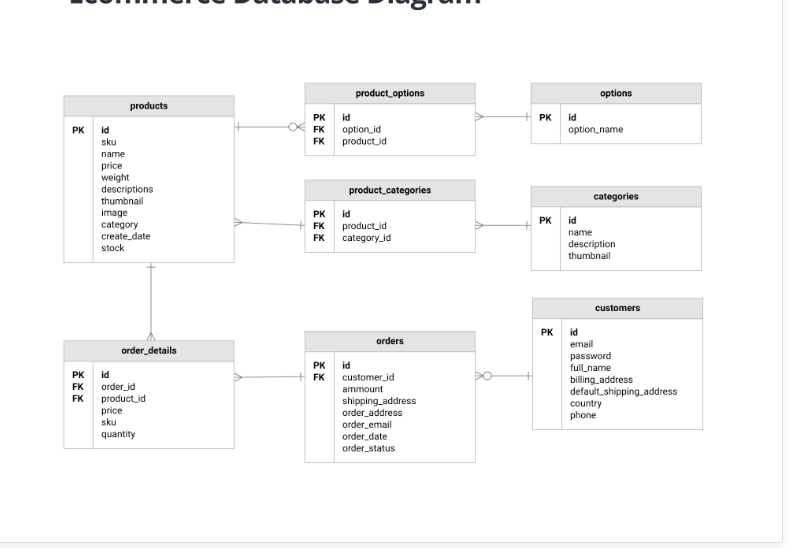 Ecommerce Database Diagram
products
PK id
sku
name
price
weight
descriptions
thumbnail
image
category
create_date
stock
product_options
PK id
FK option_id
FK product_id
options
PK id
option_name
product_categories
PK id
FK product_id
FK category_id
categories
PK id
name
description
thumbnail
order_details
PK id
FK order_id
FK product_id
price
sku
quantity
orders
PK id
FK customer_id
ammount
shipping_address
order_address
order_email
order_date
order_status
customers
PK id
email
password
full_name
billing_address
default_shipping_address
country
phone